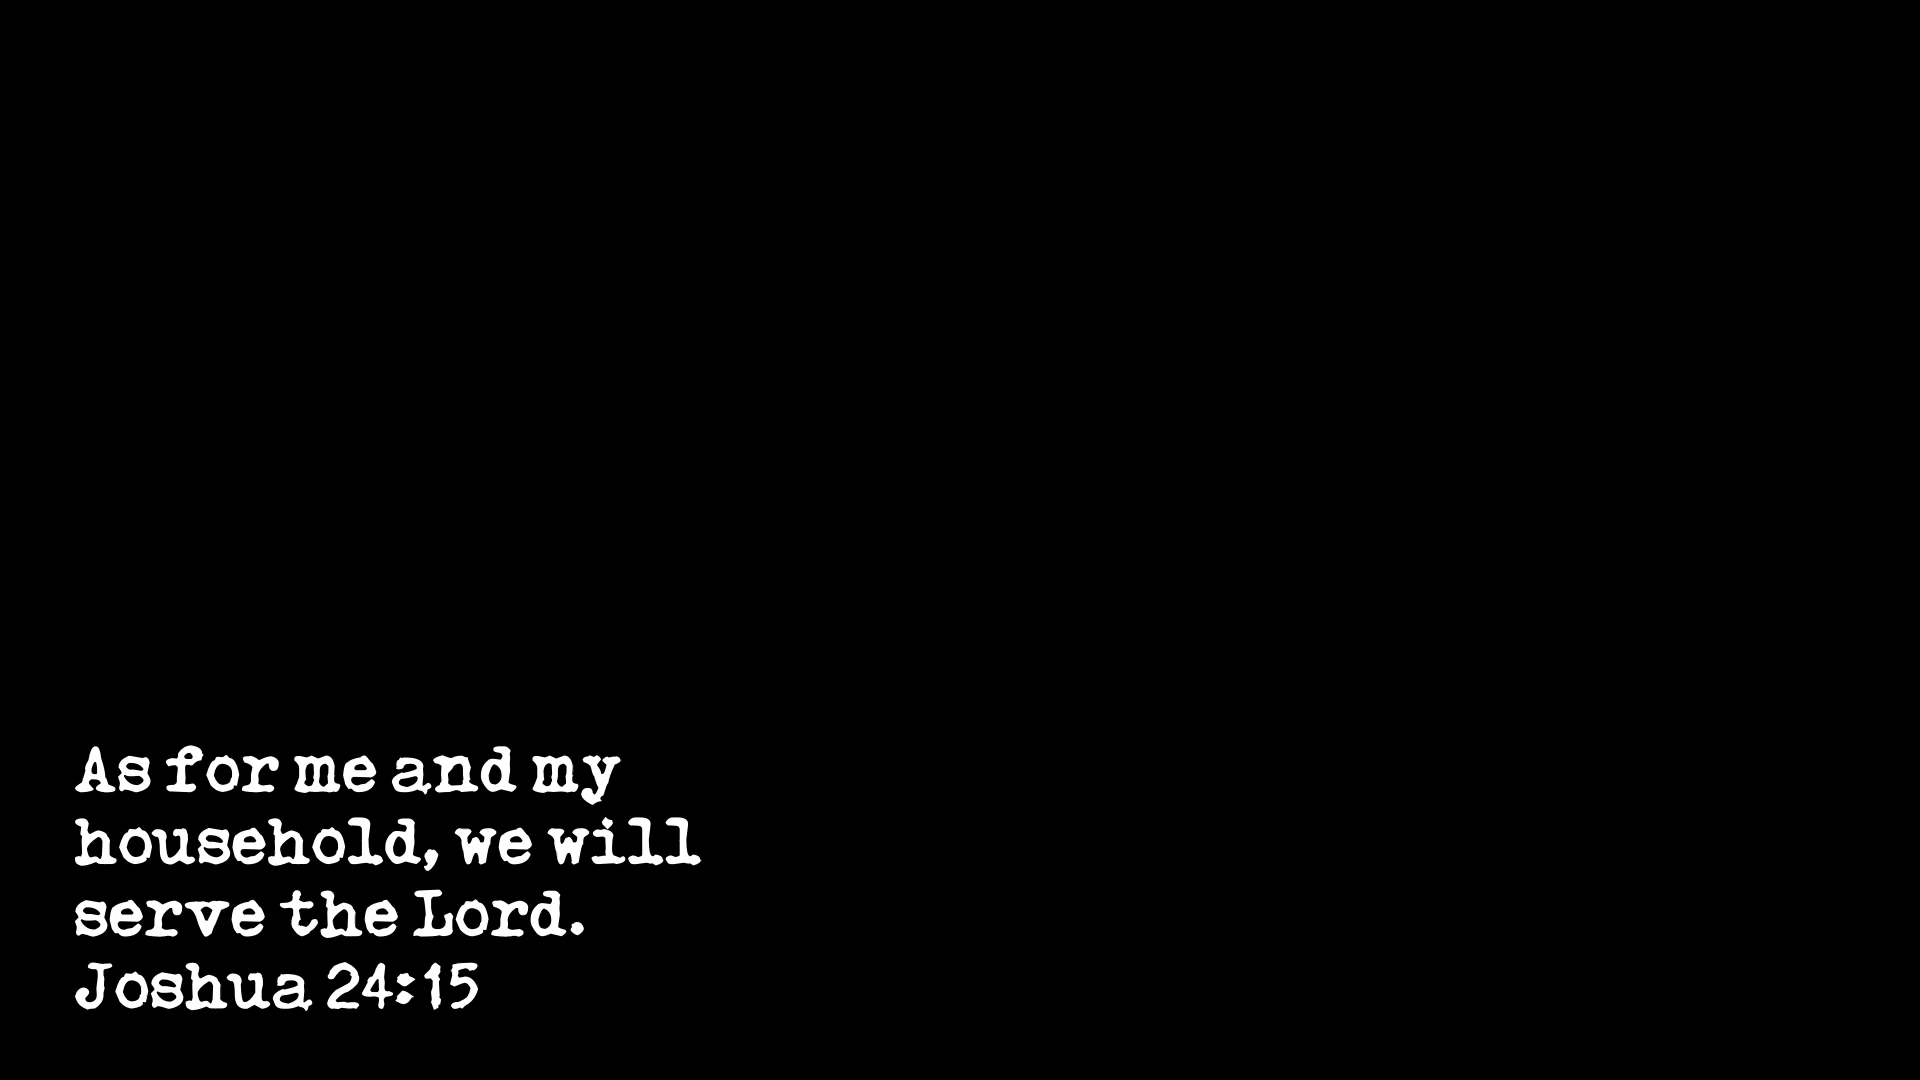 As for me and my
household, we will
serve the Lord.
Joshua 24:15